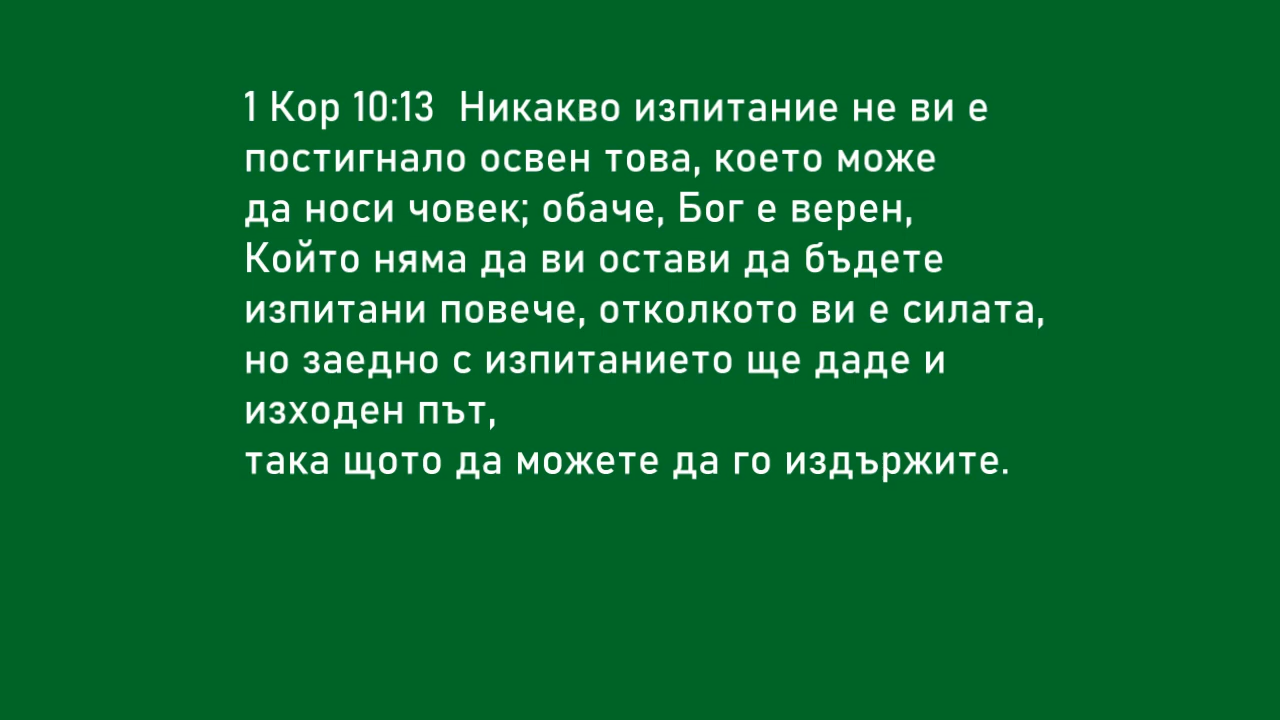 1 Кор 10:13  Никакво изпитание не ви е
постигнало освен това, което може
да носи човек; обаче, Бог е верен,
Който няма да ви остави да бъдете
изпитани повече, отколкото ви е силата,
но заедно с изпитанието ще даде и
изходен път,
така щото да можете да го издържите.